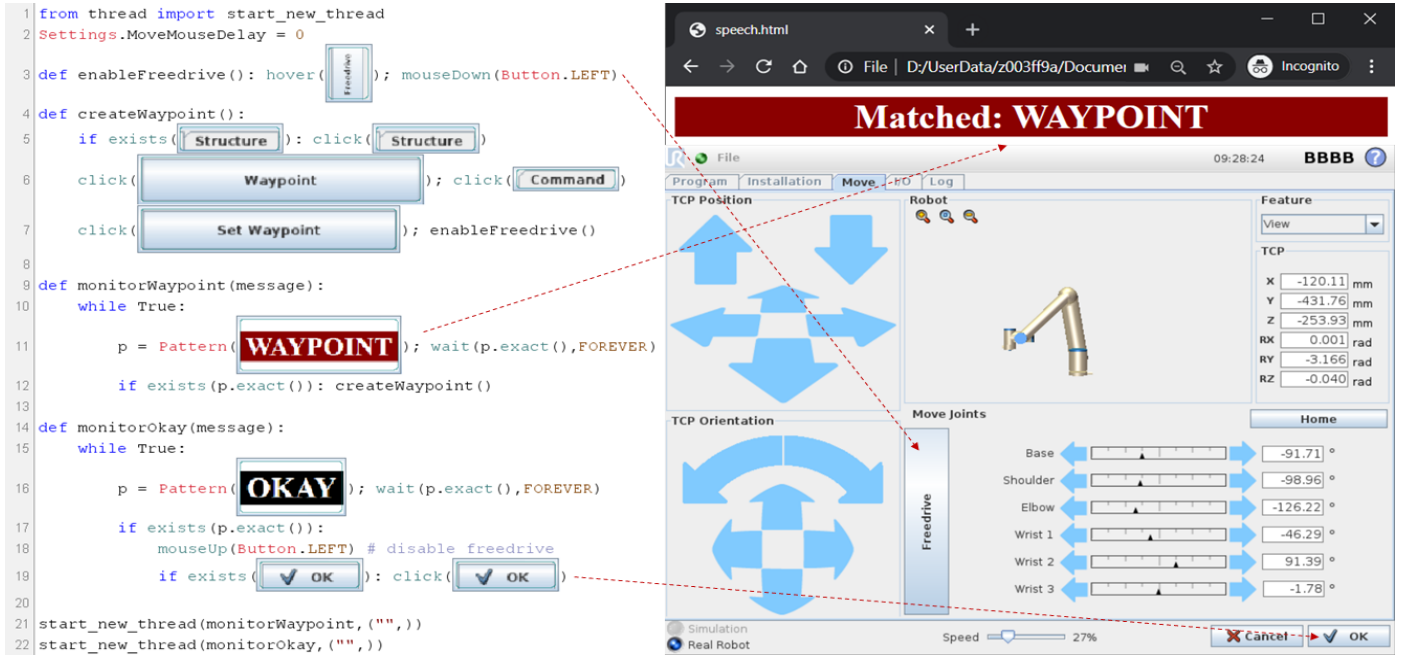 1 from thread import start_new_thread
2 Settings.MoveMouseDelay = 0
3 def enableFreedrive(): hover( Freedrive ); mouseDown(Button.LEFT)
4 def createWaypoint():
5 if exists( Structure ): click( Structure )
6 click( Waypoint ); click( Command )
7 click( Set Waypoint ); enableFreedrive()
8
9 def monitorWaypoint(message):
10 while True:
11 p = Pattern( WAYPOINT ); wait(p.exact(),FOREVER)
12 if exists(p.exact()): createWaypoint()
13
14 def monitorOkay(message):
15 while True:
16 p = Pattern( OKAY ); wait(p.exact(),FOREVER)
17 if exists(p.exact()):
18 mouseUp(Button.LEFT) # disable freedrive
19 if exists( OK ): click( OK )
20
21 start_new_thread(monitorWaypoint,("",))
22 start_new_thread(monitorOkay,("",))
speech.html
File D:/UserData/z003ff9a/Documer Incognito
Matched: WAYPOINT
File 09:28:24 BBBB ?
Program Installation Move I/O Log
TCP Position Robot Feature
View
TCP
X -120.11 mm
Y -431.76 mm
Z -253.93 mm
RX 0.001 rad
RY -3.166 rad
RZ -0.040 rad
TCP Orientation Move Joints Home
Freedrive
Base -91.71 °
Shoulder -98.96 °
Elbow -126.22 °
Wrist 1 -46.29 °
Wrist 2 91.39 °
Wrist 3 -1.78 °
Simulation
Real Robot
Speed 27% Cancel OK